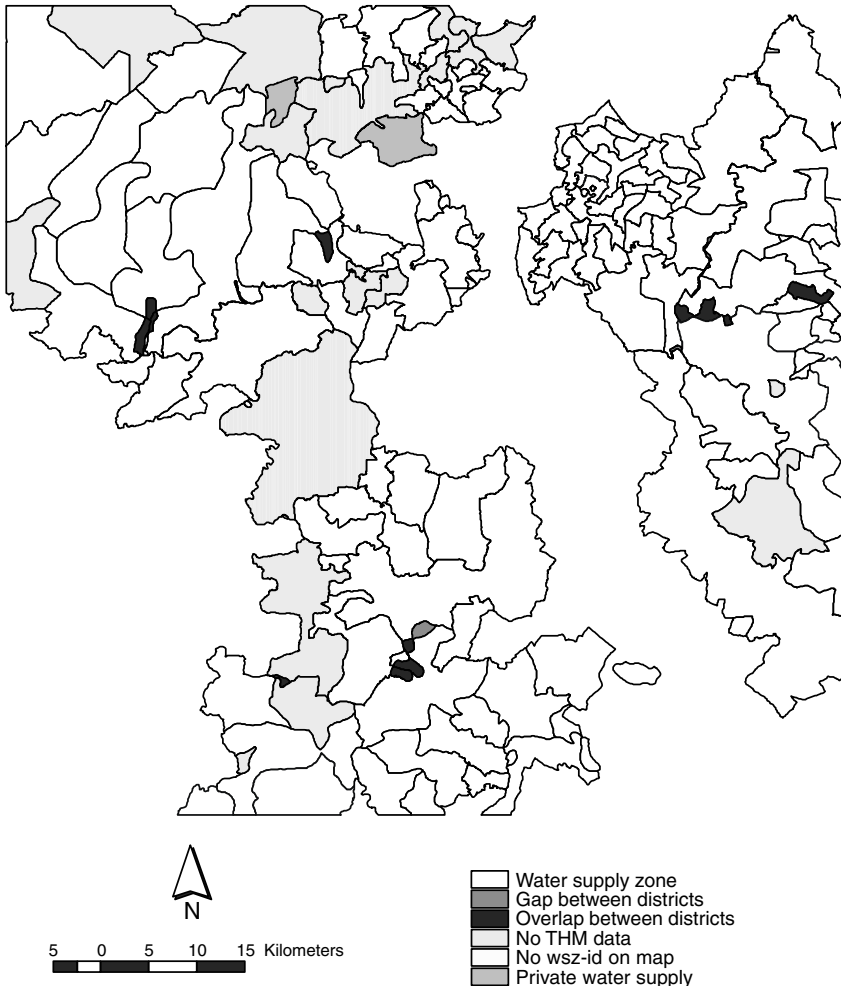 N
5 0 5 10 15 Kilometers
Water supply zone
Gap between districts
Overlap between districts
No THM data
No wsz-id on map
Private water supply